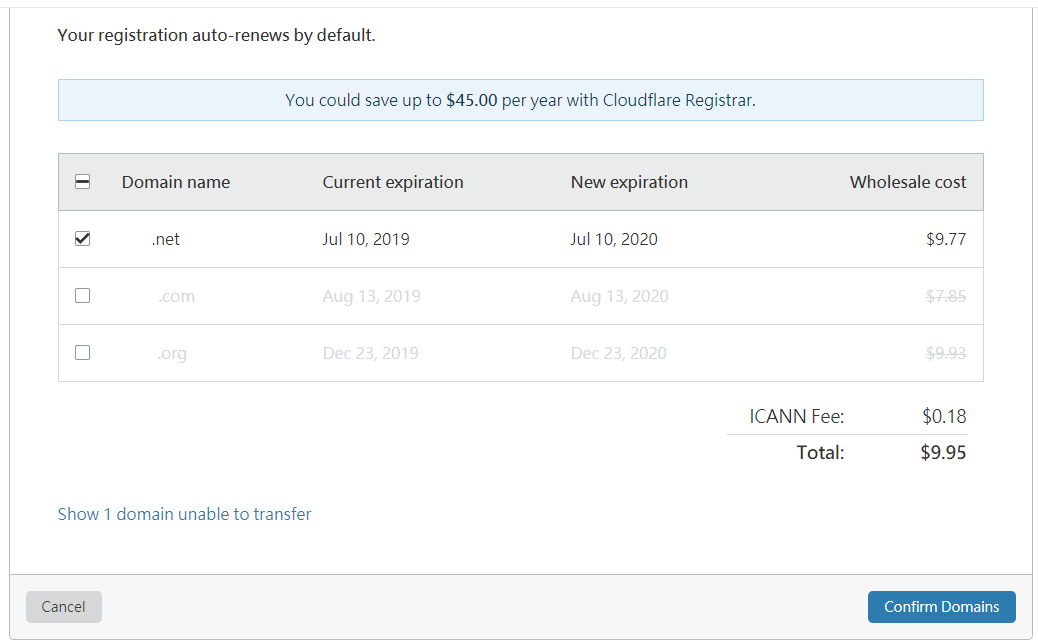 Your registration auto-renews by default.
You could save up to $45.00 per year with Cloudflare Registrar.
Domain name Current expiration New expiration Wholesale cost
.net Jul 10, 2019 Jul 10, 2020 $9.77
.com Aug 13, 2019 Aug 13, 2020 $7.85
.org Dec 23, 2019 Dec 23, 2020 $9.93
ICANN Fee: $0.18
Total: $9.95
Show 1 domain unable to transfer
Cancel Confirm Domains